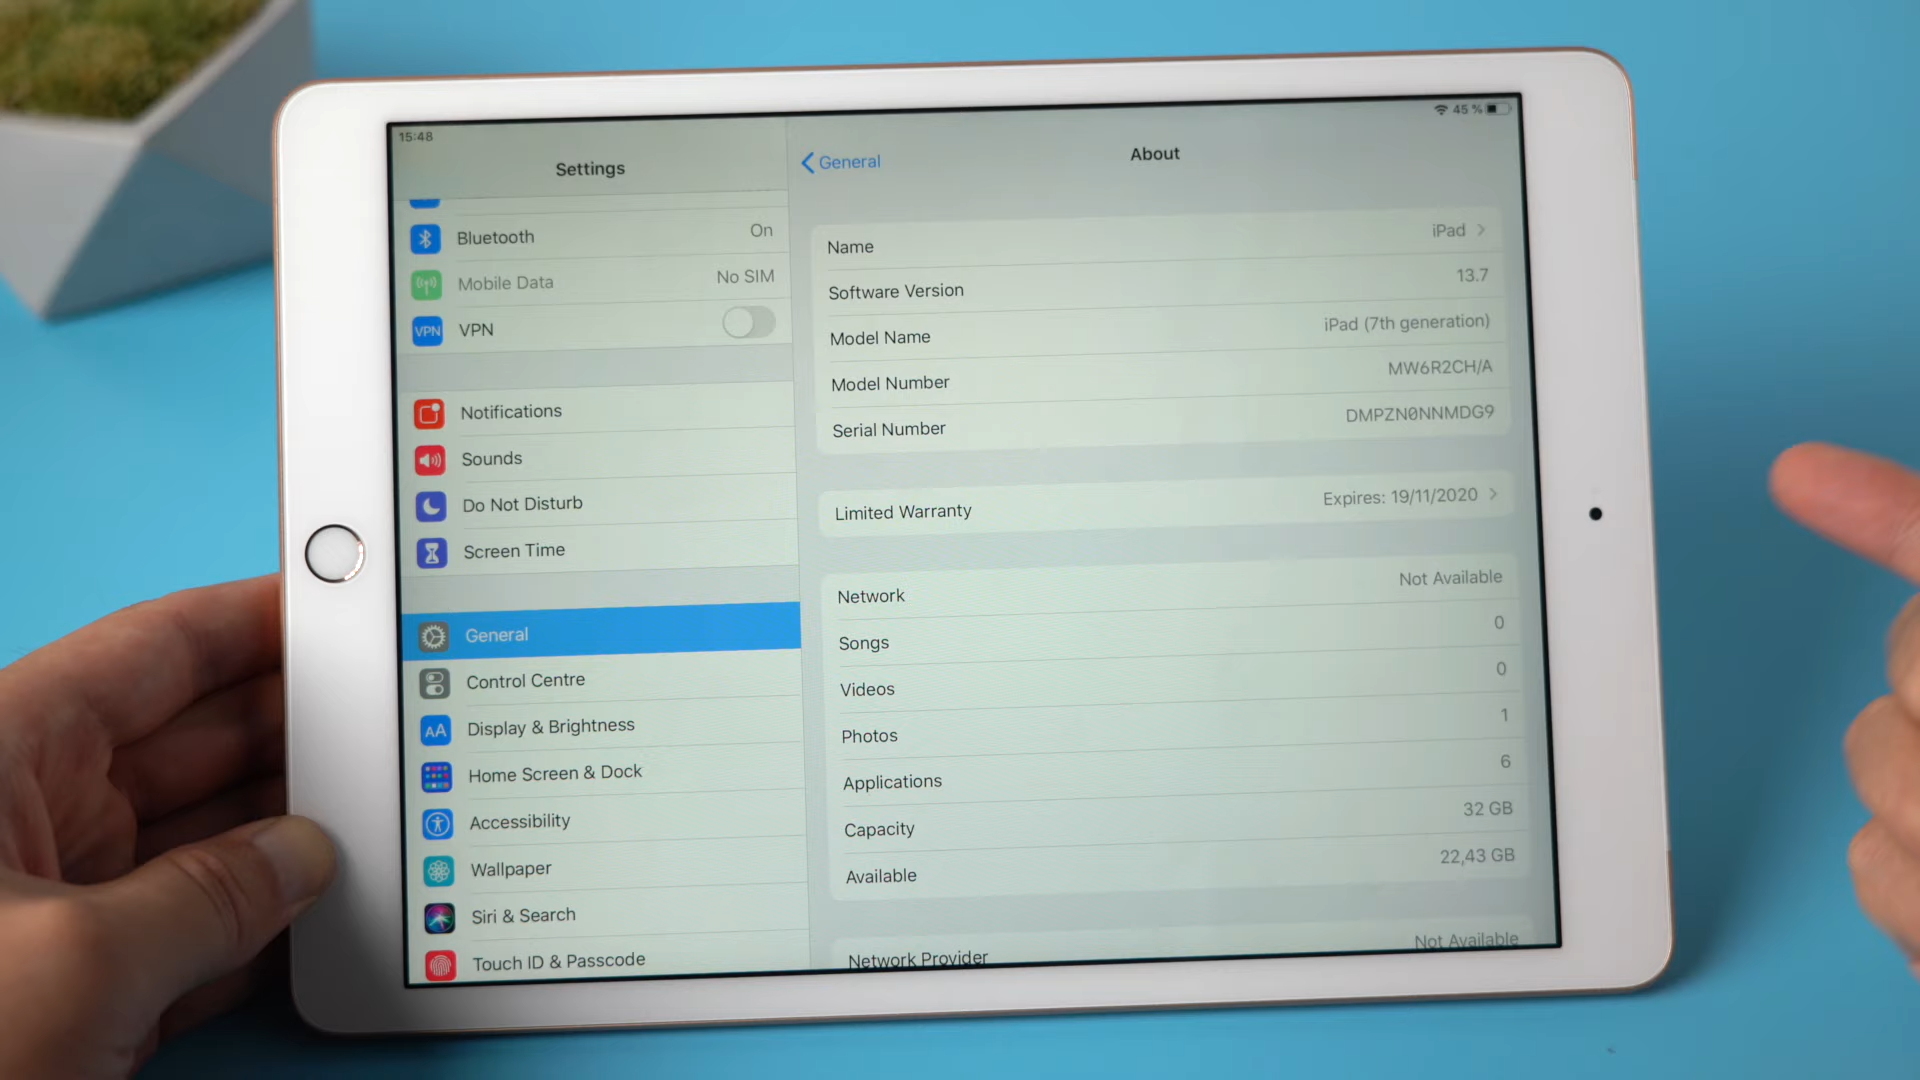 15:48
45 %
Settings
Bluetooth On
Mobile Data No SIM
VPN VPN
Notifications
Sounds
Do Not Disturb
Screen Time
General
Control Centre
AA Display & Brightness
Home Screen & Dock
Accessibility
Wallpaper
Siri & Search
Touch ID & Passcode
General
About
Name iPad
Software Version 13.7
Model Name iPad (7th generation)
Model Number MW6R2CH/A
Serial Number DMPZN0NNMDG9
Limited Warranty Expires: 19/11/2020
Network Not Available
Songs 0
Videos 0
Photos 1
Applications 6
Capacity 32 GB
Available 22,43 GB
Network Provider Not Available